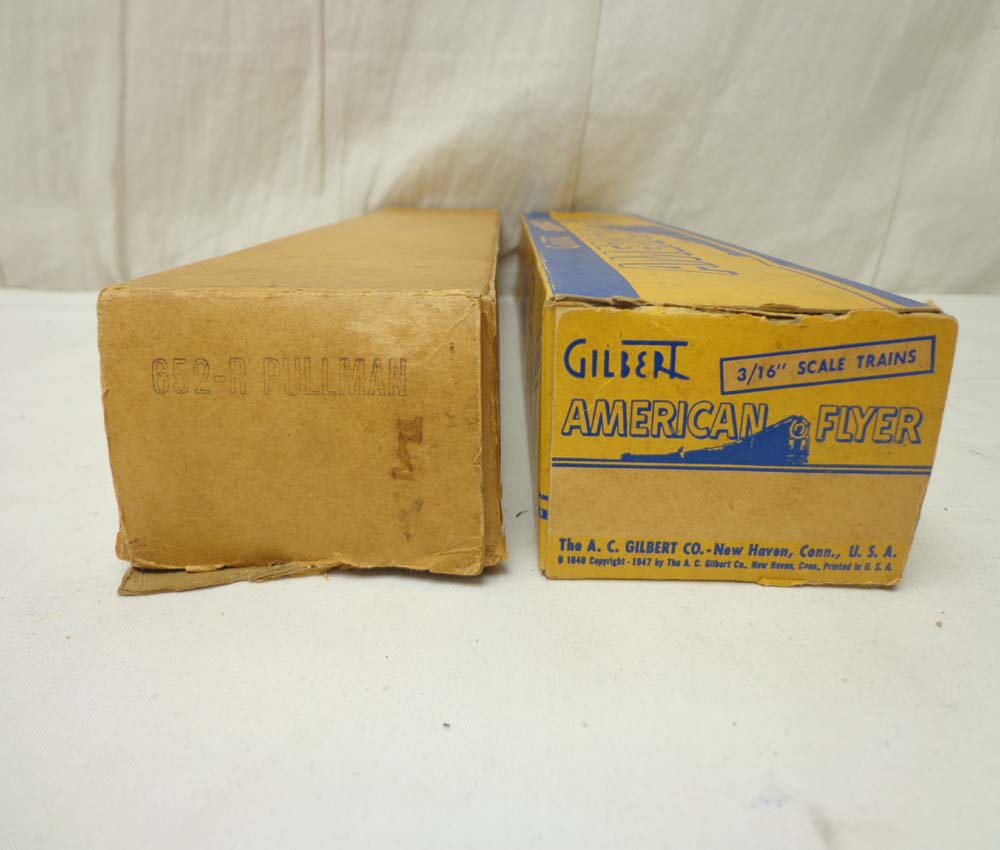 652-R PULLMAN
GILBERT
3/16" SCALE TRAINS
AMERICAN FLYER
The A. C. GILBERT CO.-New Haven, Conn., U. S. A.
B 1040 Copyright - 1947 by The A. C. Gilbert Co., New Haven, Conn., Printed in U. S. A.